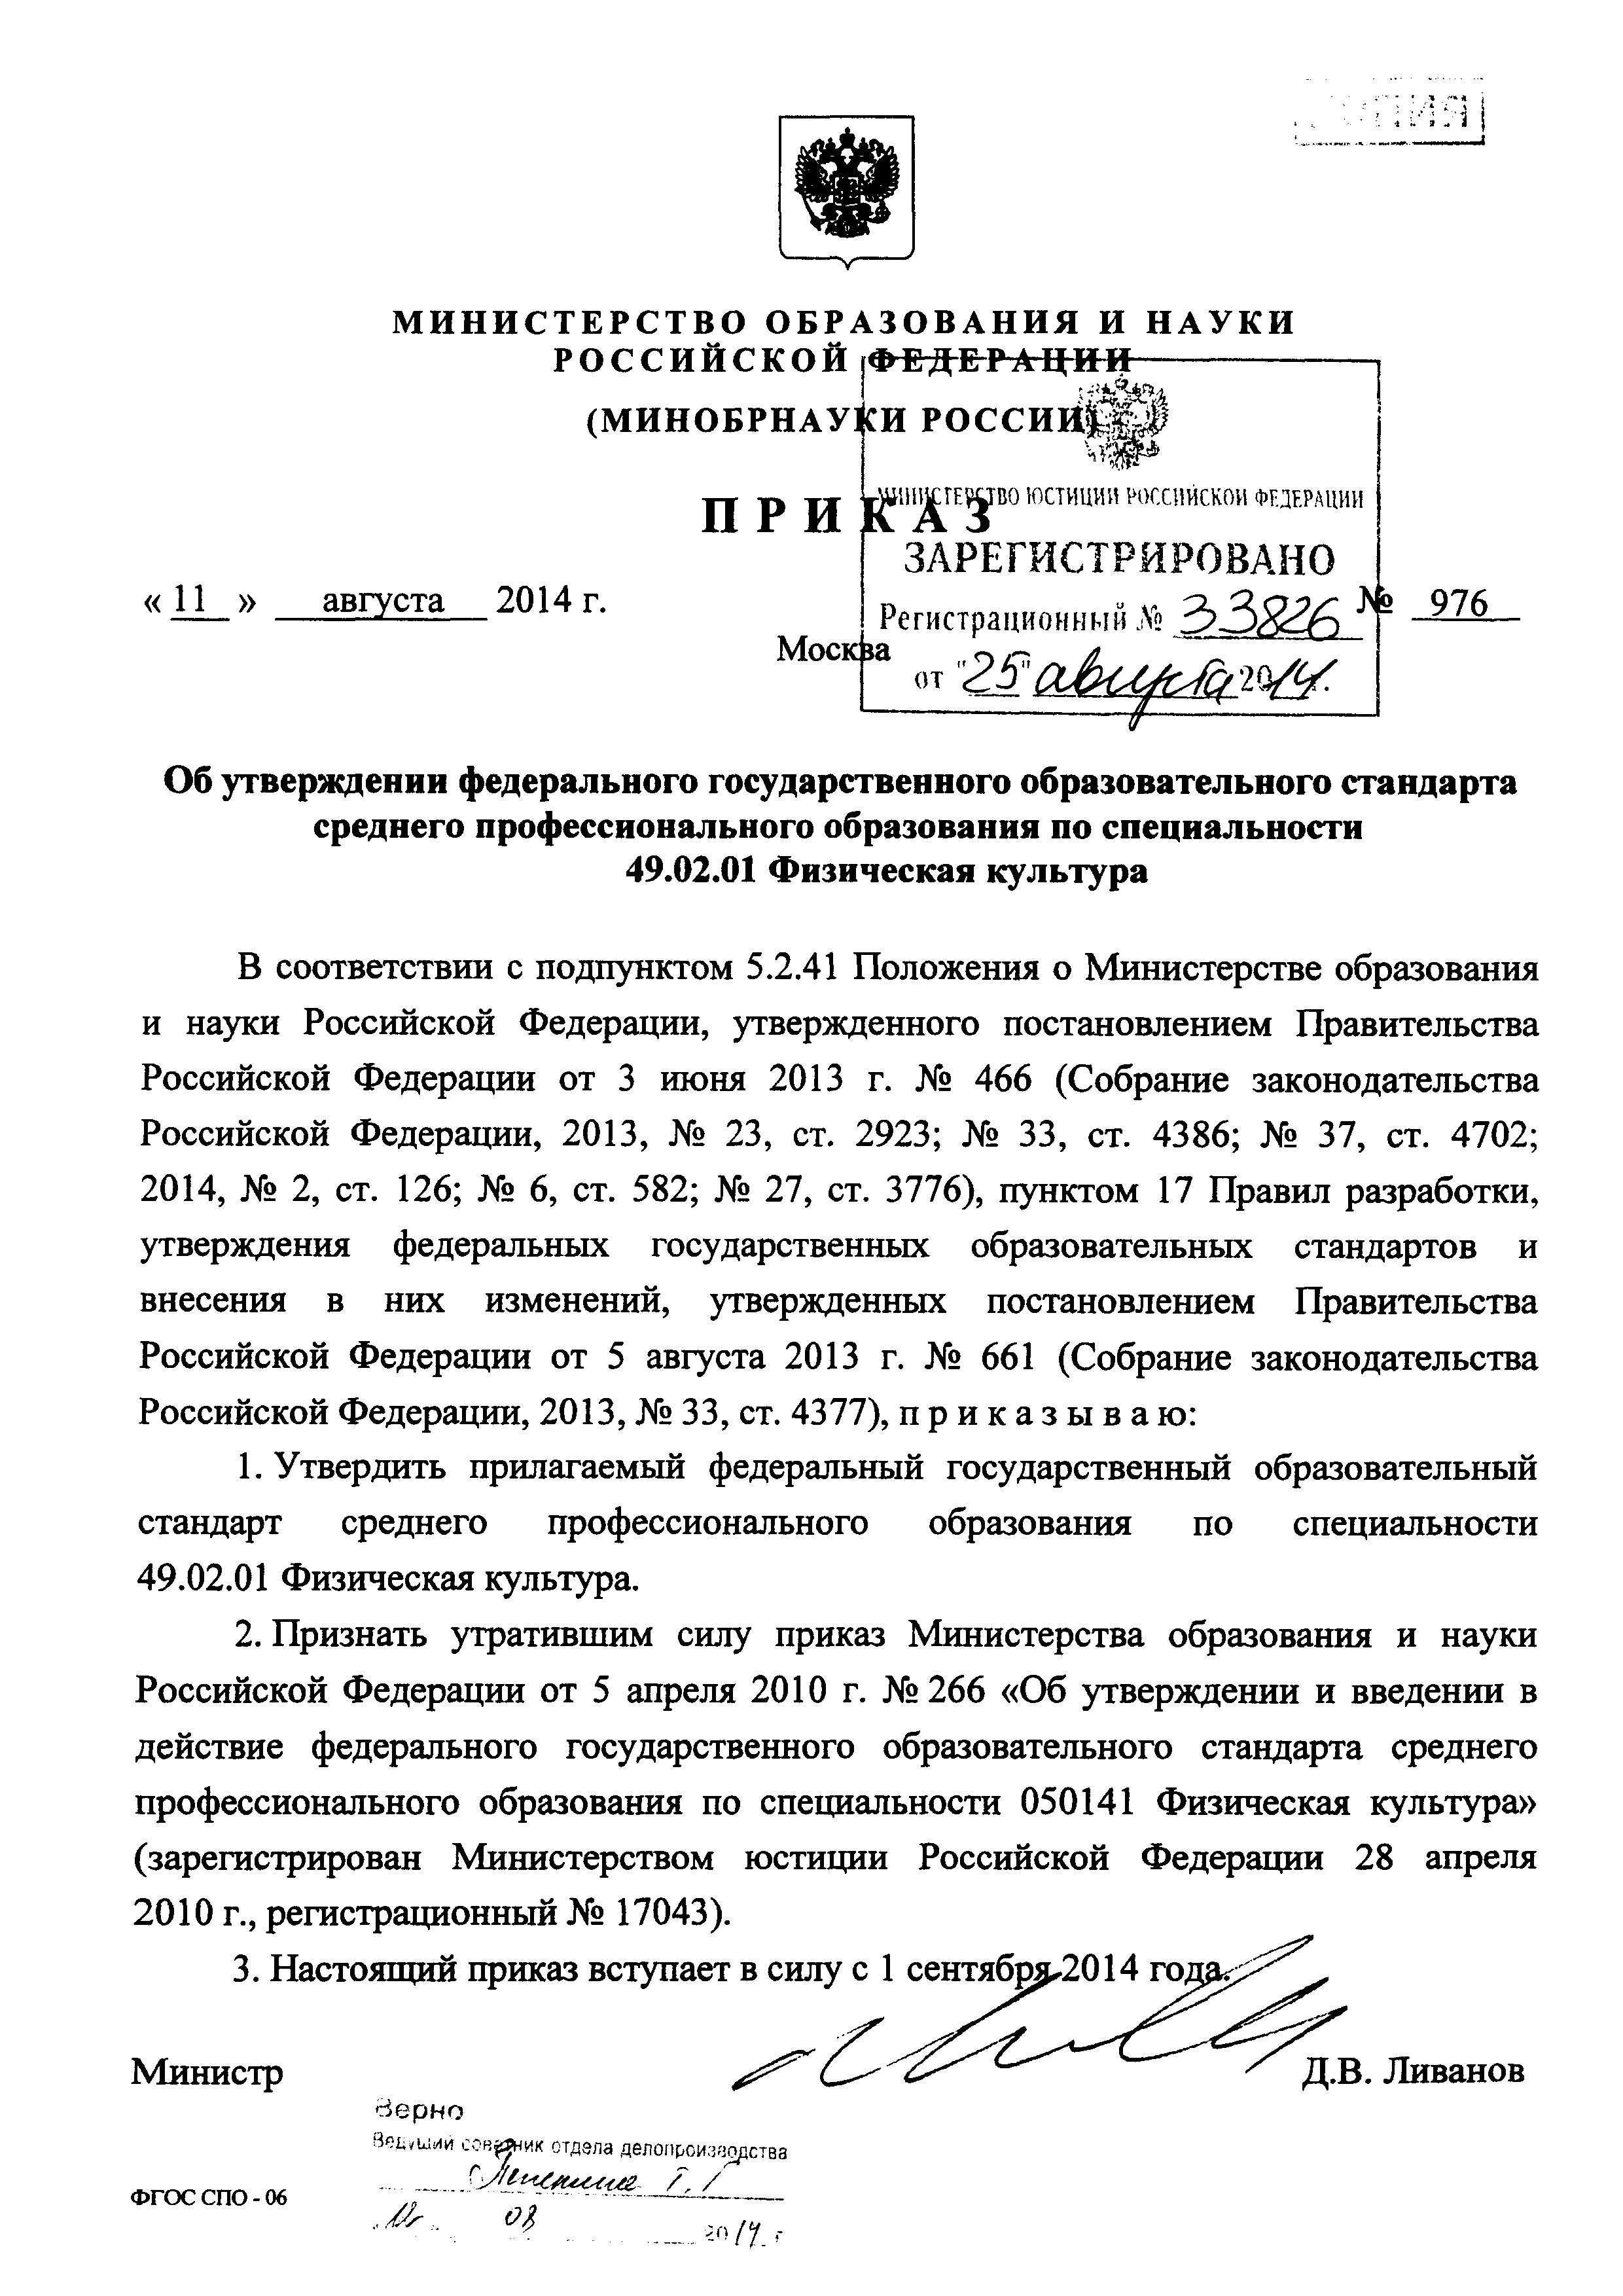 МИНИСТЕРСТВО ОБРАЗОВАНИЯ И НАУКИ
РОССИЙСКОЙ ФЕДЕРАЦИИ
(МИНОБРНАУКИ РОССИИ)
ПРИКАЗ
МИНИСТЕРСТВО ЮСТИЦИИ РОССИЙСКОЙ ФЕДЕРАЦИИ
ЗАРЕГИСТРИРОВАНО
Регистрационный № 33826
от "25" августа 2014 г.
« 11 » августа 2014 г. № 976
Москва
Об утверждении федерального государственного образовательного стандарта
среднего профессионального образования по специальности
49.02.01 Физическая культура
В соответствии с подпунктом 5.2.41 Положения о Министерстве образования
и науки Российской Федерации, утвержденного постановлением Правительства
Российской Федерации от 3 июня 2013 г. № 466 (Собрание законодательства
Российской Федерации, 2013, № 23, ст. 2923; № 33, ст. 4386; № 37, ст. 4702;
2014, № 2, ст. 126; № 6, ст. 582; № 27, ст. 3776), пунктом 17 Правил разработки,
утверждения федеральных государственных образовательных стандартов и
внесения в них изменений, утвержденных постановлением Правительства
Российской Федерации от 5 августа 2013 г. № 661 (Собрание законодательства
Российской Федерации, 2013, № 33, ст. 4377), п р и к а з ы в а ю:
1. Утвердить прилагаемый федеральный государственный образовательный
стандарт среднего профессионального образования по специальности
49.02.01 Физическая культура.
2. Признать утратившим силу приказ Министерства образования и науки
Российской Федерации от 5 апреля 2010 г. № 266 «Об утверждении и введении в
действие федерального государственного образовательного стандарта среднего
профессионального образования по специальности 050141 Физическая культура»
(зарегистрирован Министерством юстиции Российской Федерации 28 апреля
2010 г., регистрационный № 17043).
3. Настоящий приказ вступает в силу с 1 сентября 2014 года.
Министр Д.В. Ливанов
Верно
Ведущий советник отдела делопроизводства
Т.Г
08 2014 г
ФГОС СПО - 06